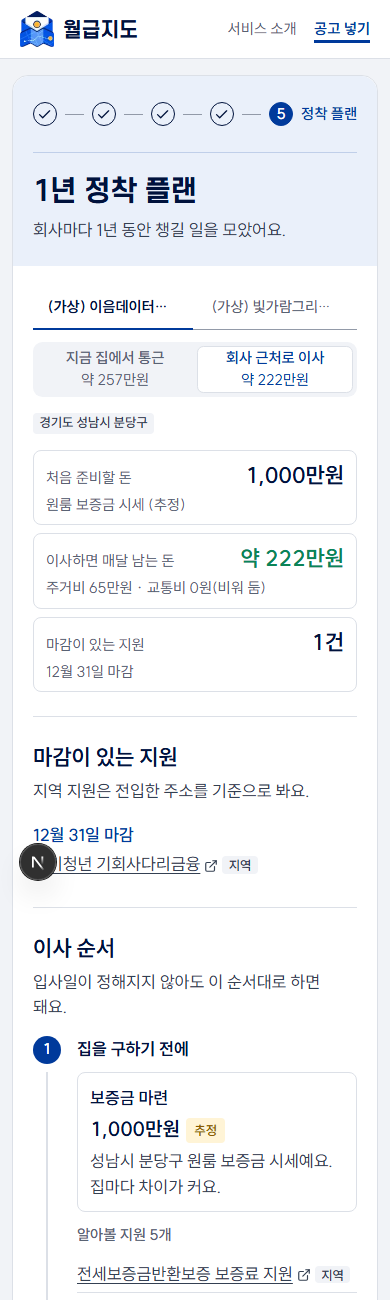 월급지도
서비스 소개
공고 넣기
5 정착 플랜
1년 정착 플랜
회사마다 1년 동안 챙길 일을 모았어요.
(가상) 이음데이터…
(가상) 빛가람그리…
지금 집에서 통근
약 257만원
회사 근처로 이사
약 222만원
경기도 성남시 분당구
처음 준비할 돈
1,000만원
원룸 보증금 시세 (추정)
이사하면 매달 남는 돈
약 222만원
주거비 65만원 · 교통비 0원(비워 둠)
마감이 있는 지원
1건
12월 31일 마감
마감이 있는 지원
지역 지원은 전입한 주소를 기준으로 봐요.
12월 31일 마감
N
기회사다리금융
지역
이사 순서
입사일이 정해지지 않아도 이 순서대로 하면
돼요.
1 집을 구하기 전에
보증금 마련
1,000만원 추정
성남시 분당구 원룸 보증금 시세예요.
집마다 차이가 커요.
알아볼 지원 5개
전세보증금반환보증 보증료 지원
지역